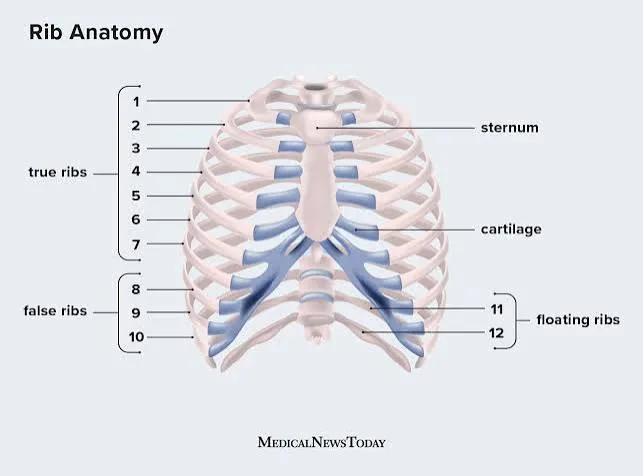 Rib Anatomy
1
2
3
4
5
6
7
true ribs
8
9
10
false ribs
sternum
cartilage
11
12
floating ribs
MEDICALNEWSTODAY